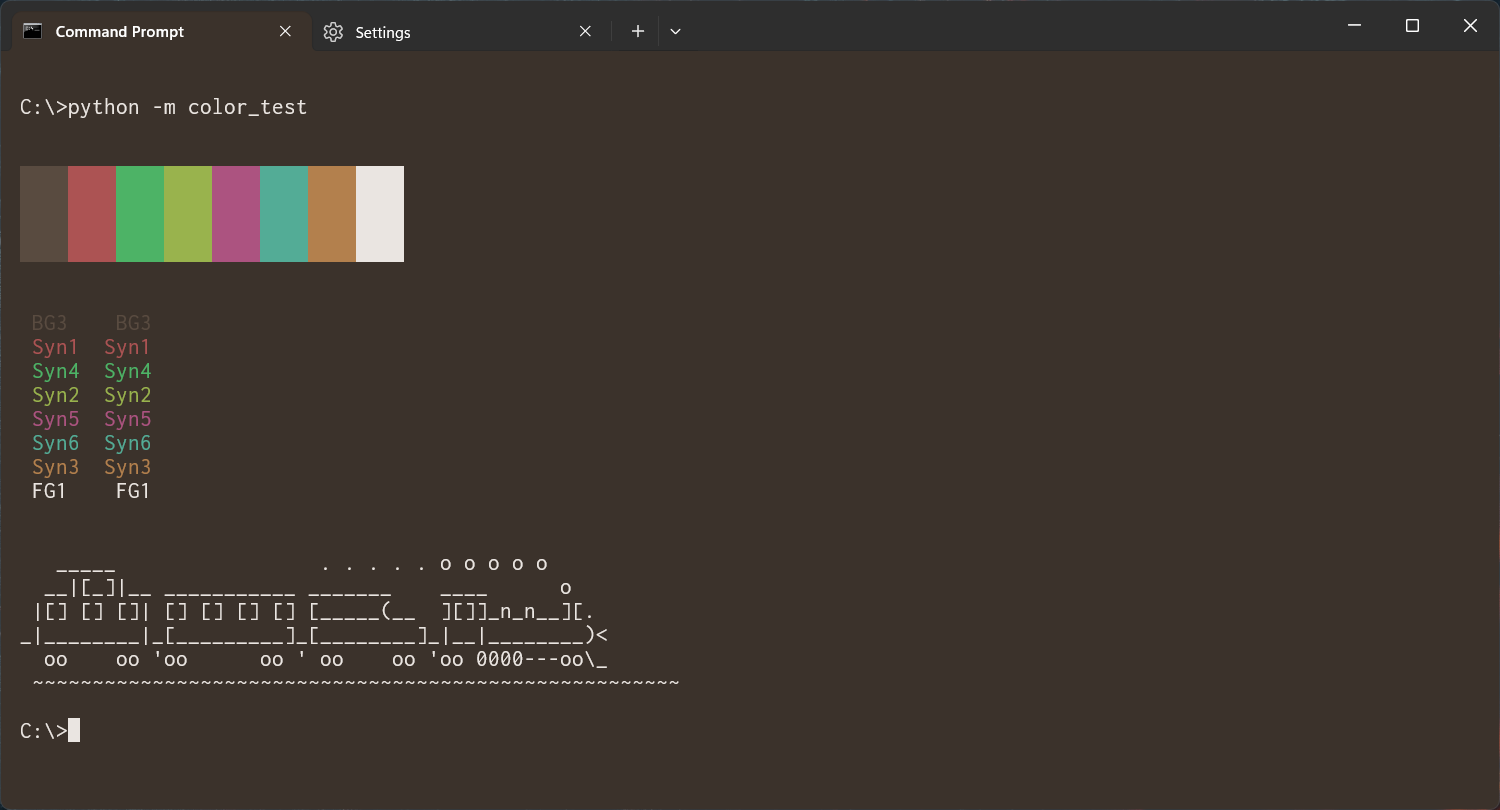 Command Prompt
Settings
C:\>python -m color_test
BG3    BG3
Syn1  Syn1
Syn4  Syn4
Syn2  Syn2
Syn5  Syn5
Syn6  Syn6
Syn3  Syn3
FG1    FG1
   _____                 . . . . . o o o o o
  __|[_]|__ ___________ _______    ____      o
 |[] [] []| [] [] [] [] [_____(__  ][]]_n_n__][.
_|________|_[_________]_[________]_|__|________)<
  oo    oo 'oo      oo ' oo    oo 'oo 0000---oo\_
 ~~~~~~~~~~~~~~~~~~~~~~~~~~~~~~~~~~~~~~~~~~~~~~~~~~~~~~
C:\>